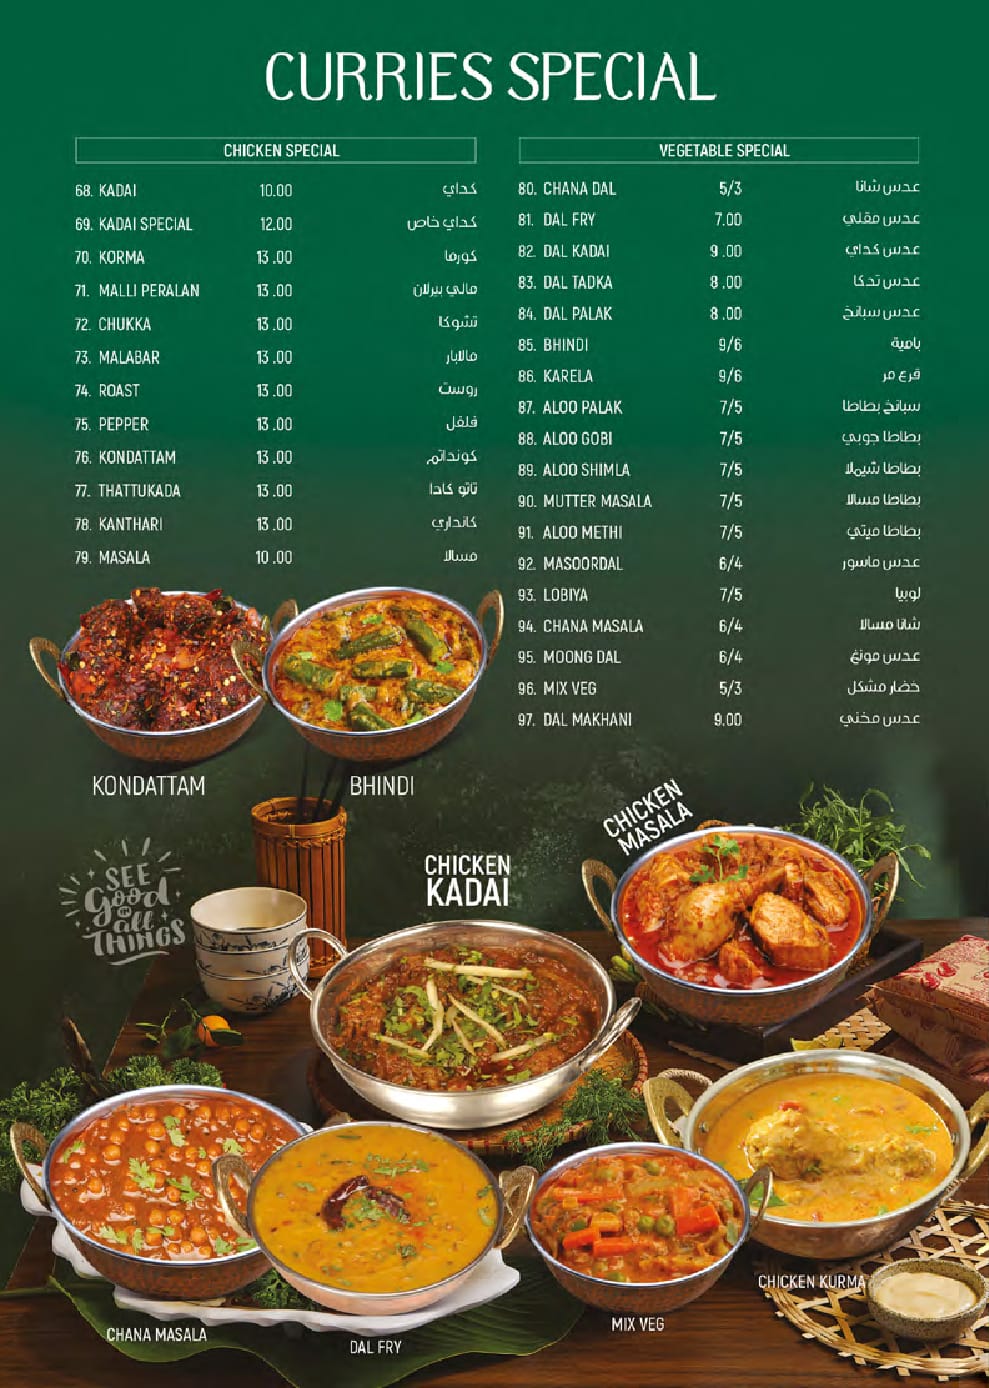 CURRIES SPECIAL
CHICKEN SPECIAL
68. KADAI 10.00 كداي
69. KADAI SPECIAL 12.00 كداي خاص
70. KORMA 13.00 كورما
71. MALLI PERALAN 13.00 مالي بيرلان
72. CHUKKA 13.00 تشوكا
73. MALABAR 13.00 مالابار
74. ROAST 13.00 روست
75. PEPPER 13.00 فلفل
76. KONDATTAM 13.00 كونداتم
77. THATTUKADA 13.00 تاتو كادا
78. KANTHARI 13.00 كانداري
79. MASALA 10.00 مسالا
VEGETABLE SPECIAL
80. CHANA DAL 5/3 عدس شانا
81. DAL FRY 7.00 عدس مقلي
82. DAL KADAI 9.00 عدس كداي
83. DAL TADKA 8.00 عدس تدكا
84. DAL PALAK 8.00 عدس سبانخ
85. BHINDI 9/6 بامية
86. KARELA 9/6 قرع مر
87. ALOO PALAK 7/5 سبانخ بطاطا
88. ALOO GOBI 7/5 بطاطا جوبي
89. ALOO SHIMLA 7/5 بطاطا شيملا
90. MUTTER MASALA 7/5 بطاطا مسالا
91. ALOO METHI 7/5 بطاطا ميتي
92. MASOORDAL 6/4 عدس ماسور
93. LOBIYA 7/5 لوبيا
94. CHANA MASALA 6/4 شانا مسالا
95. MOONG DAL 6/4 عدس مونغ
96. MIX VEG 5/3 خضار مشكل
97. DAL MAKHANI 9.00 عدس مخني
KONDATTAM
BHINDI
CHICKEN
MASALA
CHICKEN
KADAI
SEE
Good
IN
all
THINGS
CHICKEN KURMA
MIX VEG
CHANA MASALA
DAL FRY